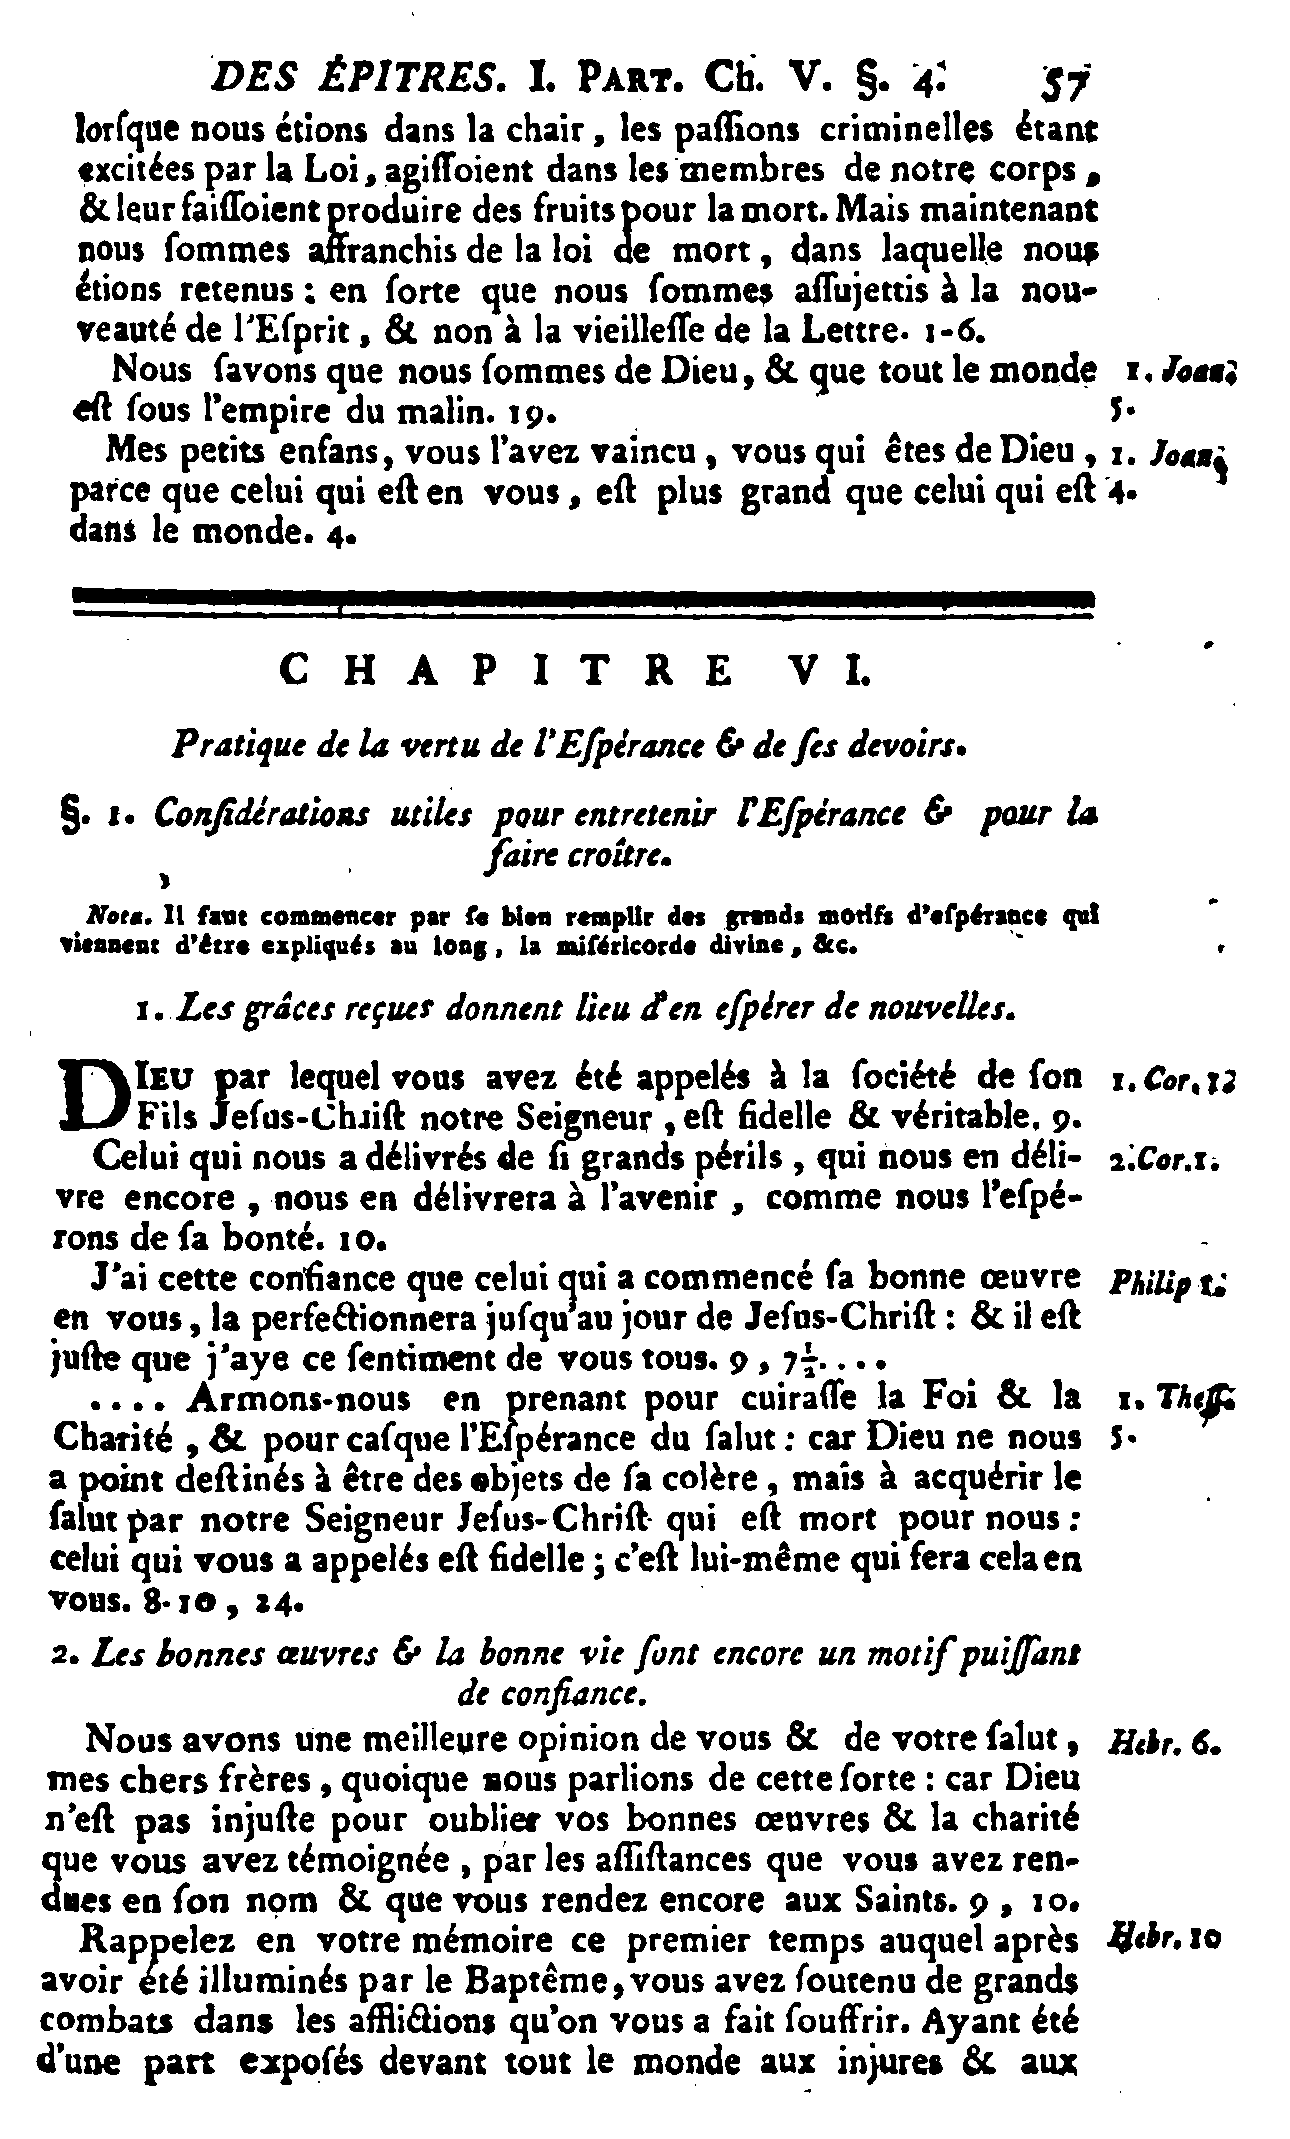 DES ÉPITRES. I. PART. Ch. V. §. 4. 57
lorſque nous étions dans la chair, les paſſions criminelles étant
excitées par la Loi, agiſſoient dans les membres de notre corps,
& leur faiſſoient produire des fruits pour la mort. Mais maintenant
nous ſommes affranchis de la loi de mort, dans laquelle nous
étions retenus : en ſorte que nous ſommes aſſujettis à la nou-
veauté de l'Eſprit, & non à la vieilleſſe de la Lettre. 1-6.
Nous ſavons que nous ſommes de Dieu, & que tout le monde 1. Joan.
eſt ſous l'empire du malin. 19. 5.
Mes petits enfans, vous l'avez vaincu, vous qui êtes de Dieu, 1. Joan.
parce que celui qui eſt en vous, eſt plus grand que celui qui eſt 4.
dans le monde. 4.
CHAPITRE VI.
Pratique de la vertu de l'Eſpérance & de ſes devoirs.
§. 1. Conſidérations utiles pour entretenir l'Eſpérance & pour la
faire croître.
Nota. Il faut commencer par ſe bien remplir des grands motifs d'eſpérance qui
viennent d'être expliqués au long, la miſéricorde divine, &c.
1. Les grâces reçues donnent lieu d'en eſpérer de nouvelles.
DIEU par lequel vous avez été appelés à la ſociété de ſon 1. Cor. 1
Fils Jeſus-Chriſt notre Seigneur, eſt fidelle & véritable. 9.
Celui qui nous a délivrés de ſi grands périls, qui nous en déli- 2. Cor. 1.
vre encore, nous en délivrera à l'avenir, comme nous l'eſpé-
rons de ſa bonté. 10.
J'ai cette confiance que celui qui a commencé ſa bonne œuvre Philip 1.
en vous, la perfectionnera juſqu'au jour de Jeſus-Chriſt : & il eſt
juſte que j'aye ce ſentiment de vous tous. 9, 7½....
.... Armons-nous en prenant pour cuiraſſe la Foi & la 1. Theſſ.
Charité, & pour caſque l'Eſpérance du ſalut : car Dieu ne nous 5.
a point deſtinés à être des objets de ſa colère, mais à acquérir le
ſalut par notre Seigneur Jeſus-Chriſt qui eſt mort pour nous :
celui qui vous a appelés eſt fidelle ; c'eſt lui-même qui fera cela en
vous. 8-10, 24.
2. Les bonnes œuvres & la bonne vie ſont encore un motif puiſſant
de confiance.
Nous avons une meilleure opinion de vous & de votre ſalut, Hebr. 6.
mes chers frères, quoique nous parlions de cette ſorte : car Dieu
n'eſt pas injuſte pour oublier vos bonnes œuvres & la charité
que vous avez témoignée, par les aſſiſtances que vous avez ren-
dues en ſon nom & que vous rendez encore aux Saints. 9, 10.
Rappelez en votre mémoire ce premier temps auquel après Hebr. 10
avoir été illuminés par le Baptême, vous avez ſoutenu de grands
combats dans les afflictions qu'on vous a fait ſouffrir. Ayant été
d'une part expoſés devant tout le monde aux injures & aux